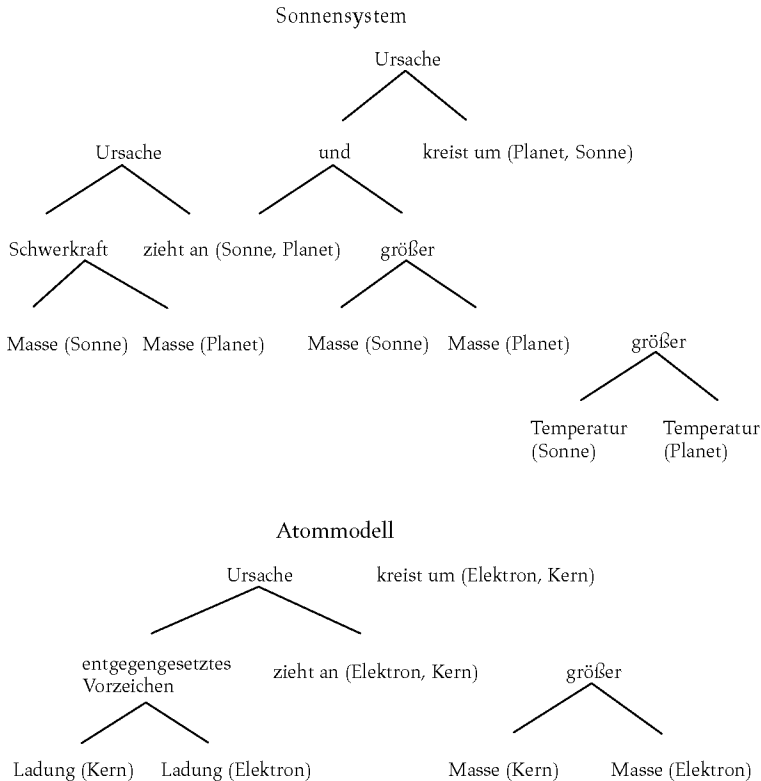 Sonnensystem
Ursache
Ursache und kreist um (Planet, Sonne)
Schwerkraft zieht an (Sonne, Planet) größer
Masse (Sonne) Masse (Planet) Masse (Sonne) Masse (Planet) größer
Temperatur Temperatur
(Sonne) (Planet)
Atommodell
Ursache kreist um (Elektron, Kern)
entgegengesetztes
Vorzeichen zieht an (Elektron, Kern) größer
Ladung (Kern) Ladung (Elektron) Masse (Kern) Masse (Elektron)